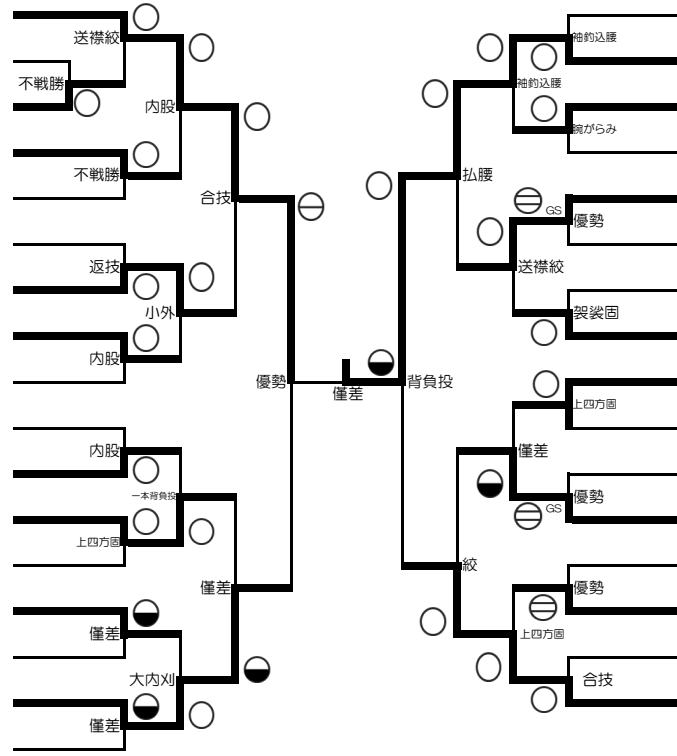 送襟絞
不戦勝
内股
不戦勝
合技
返技
小外
内股
優勢
内股
一本背負投
上四方固
僅差
僅差
大内刈
僅差
僅差
背負投
袖釣込腰
袖釣込腰
腕がらみ
払腰
GS
優勢
送襟絞
袈裟固
上四方固
僅差
優勢
GS
絞
優勢
上四方固
合技